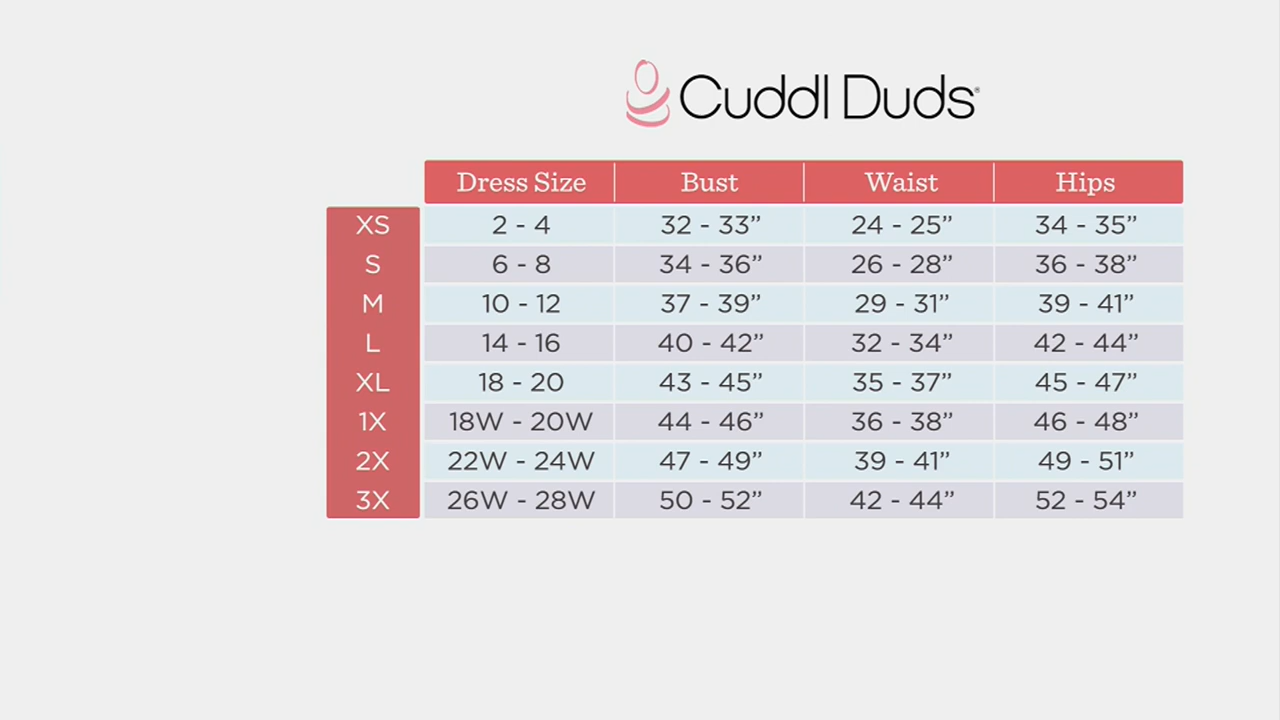 Cuddl Duds®
Dress Size Bust Waist Hips
XS 2 - 4 32 - 33” 24 - 25” 34 - 35”
S 6 - 8 34 - 36” 26 - 28” 36 - 38”
M 10 - 12 37 - 39” 29 - 31” 39 - 41”
L 14 - 16 40 - 42” 32 - 34” 42 - 44”
XL 18 - 20 43 - 45” 35 - 37” 45 - 47”
1X 18W - 20W 44 - 46” 36 - 38” 46 - 48”
2X 22W - 24W 47 - 49” 39 - 41” 49 - 51”
3X 26W - 28W 50 - 52” 42 - 44” 52 - 54”